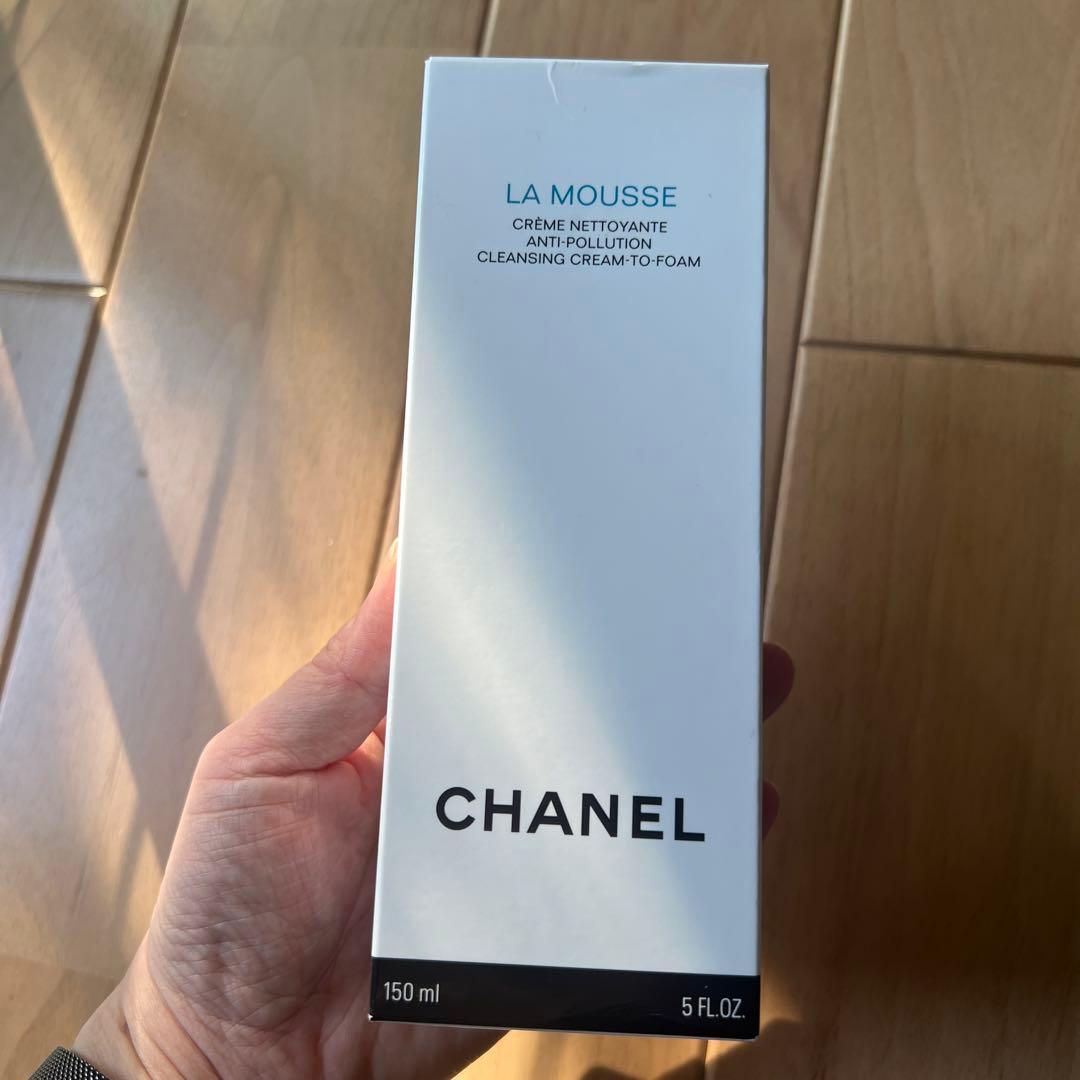 LA MOUSSE
CRÈME NETTOYANTE
ANTI-POLLUTION
CLEANSING CREAM-TO-FOAM
CHANEL
150 ml 5 FL.OZ.